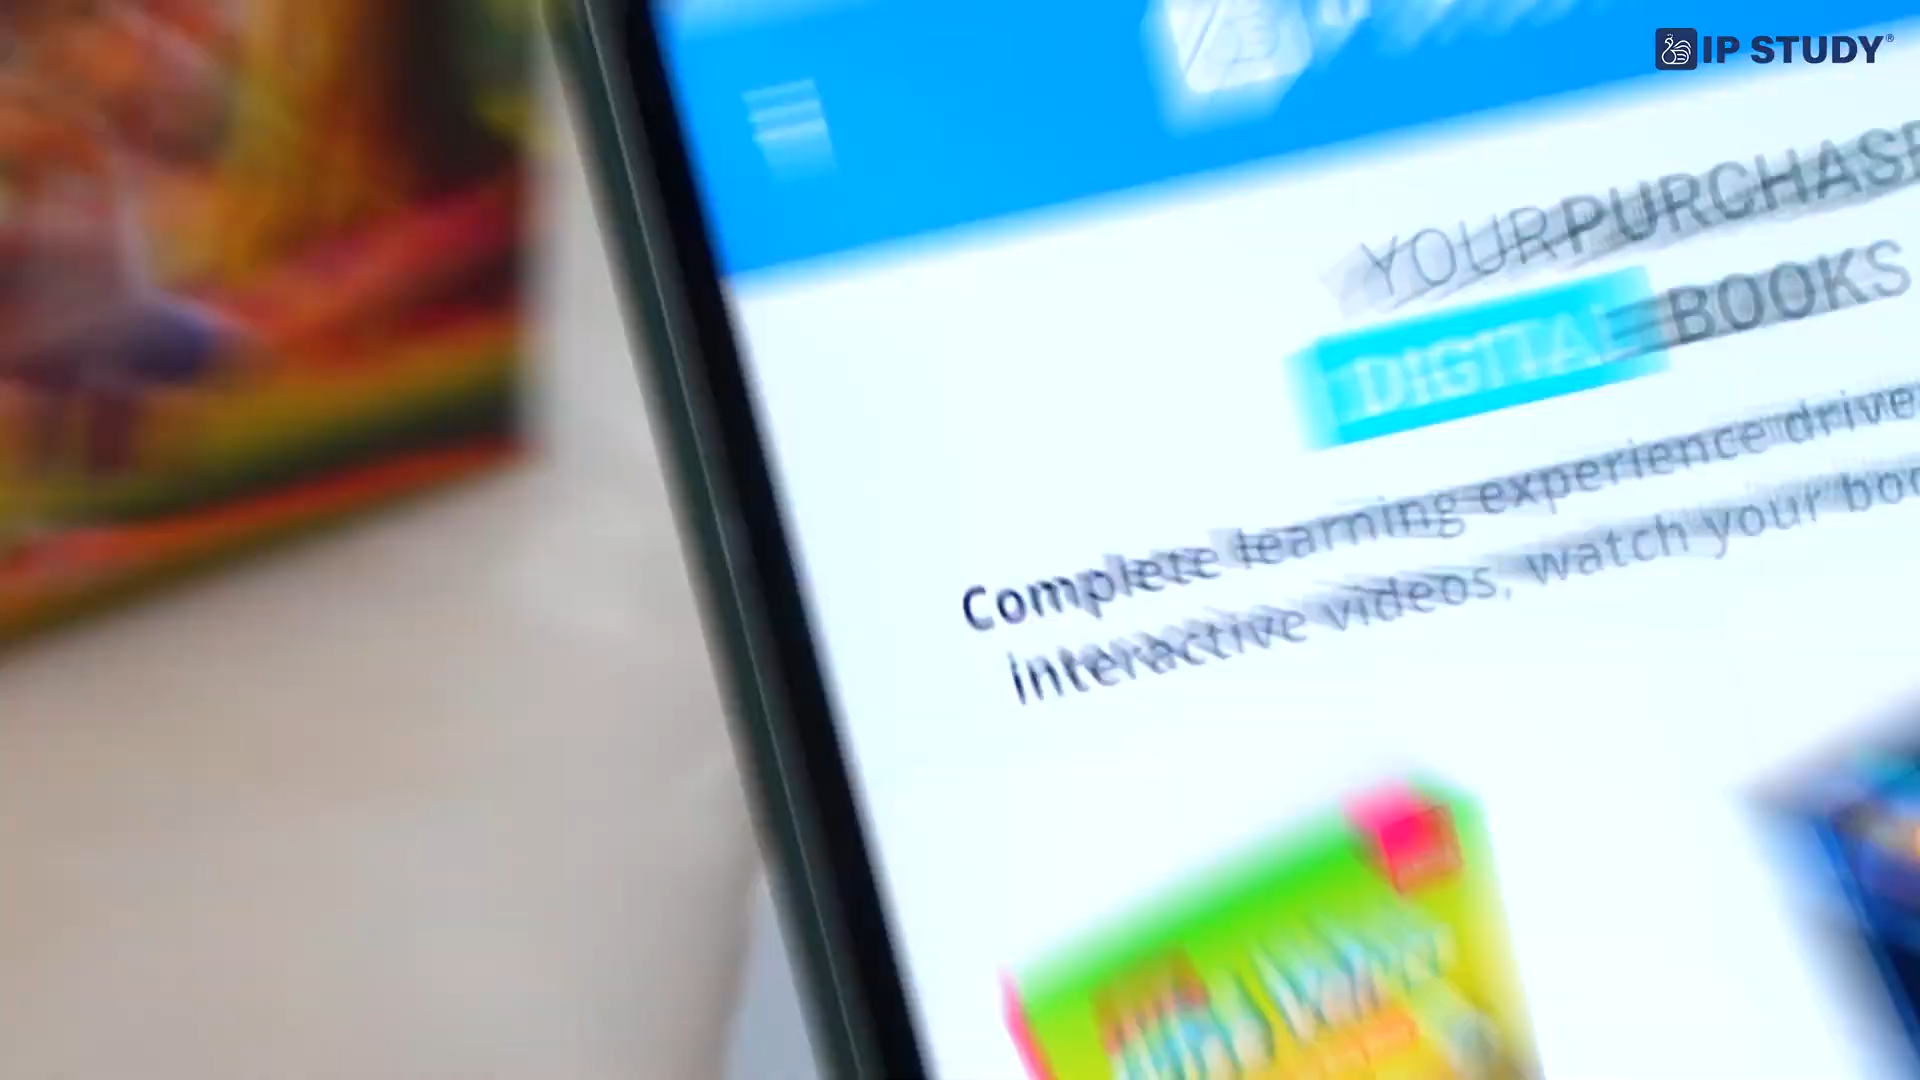 IP STUDY®
YOUR PURCHASE
DIGITAL BOOKS
Complete learning experience drive
interactive videos, watch your boo